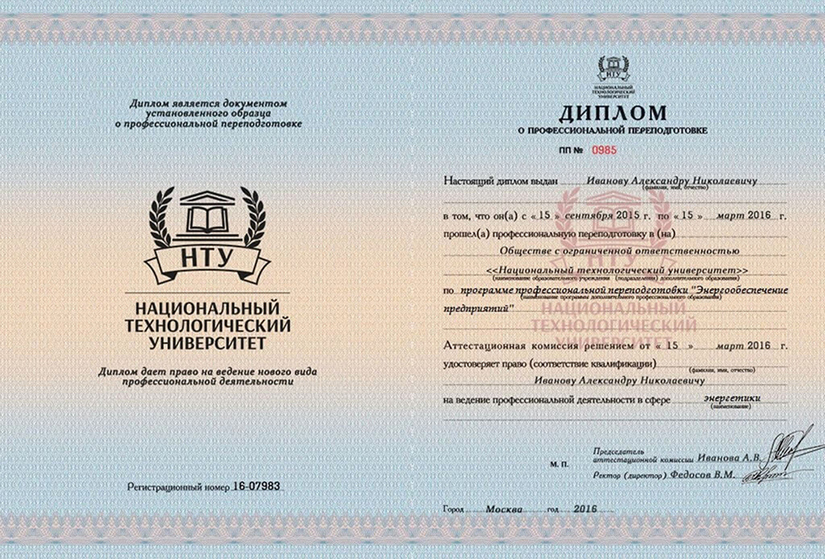 Диплом является документом
установленного образца
о профессиональной переподготовке
НТУ
НАЦИОНАЛЬНЫЙ
ТЕХНОЛОГИЧЕСКИЙ
УНИВЕРСИТЕТ
Диплом дает право на ведение нового вида
профессиональной деятельности
Регистрационный номер 16-07983
НТУ
НАЦИОНАЛЬНЫЙ
ТЕХНОЛОГИЧЕСКИЙ
УНИВЕРСИТЕТ
ДИПЛОМ
О ПРОФЕССИОНАЛЬНОЙ ПЕРЕПОДГОТОВКЕ
ПП № 0985
Настоящий диплом выдан Иванову Александру Николаевичу
(фамилия, имя, отчество)
в том, что он(а) с « 15 » сентября 2015 г. по « 15 » март 2016 г.
прошел(а) профессиональную переподготовку в (на)
Обществе с ограниченной ответственностью
<<Национальный технологический университет>>
(наименование образовательного учреждения (подразделения) дополнительного образования)
по программе профессиональной переподготовки "Энергообеспечение
(наименование программы дополнительного профессионального образования)
предприятий"
НАЦИОНАЛЬНЫЙ
ТЕХНОЛОГИЧЕСКИЙ
УНИВЕРСИТЕТ
Аттестационная комиссия решением от « 15 » март 2016 г.
удостоверяет право (соответствие квалификации)
(фамилия, имя, отчество)
Иванову Александру Николаевичу
на ведение профессиональной деятельности в сфере энергетики
(наименование)
Председатель
аттестационной комиссии Иванова А.В.
М. П.
Ректор (директор) Федосов В.М.
Город Москва год 2016